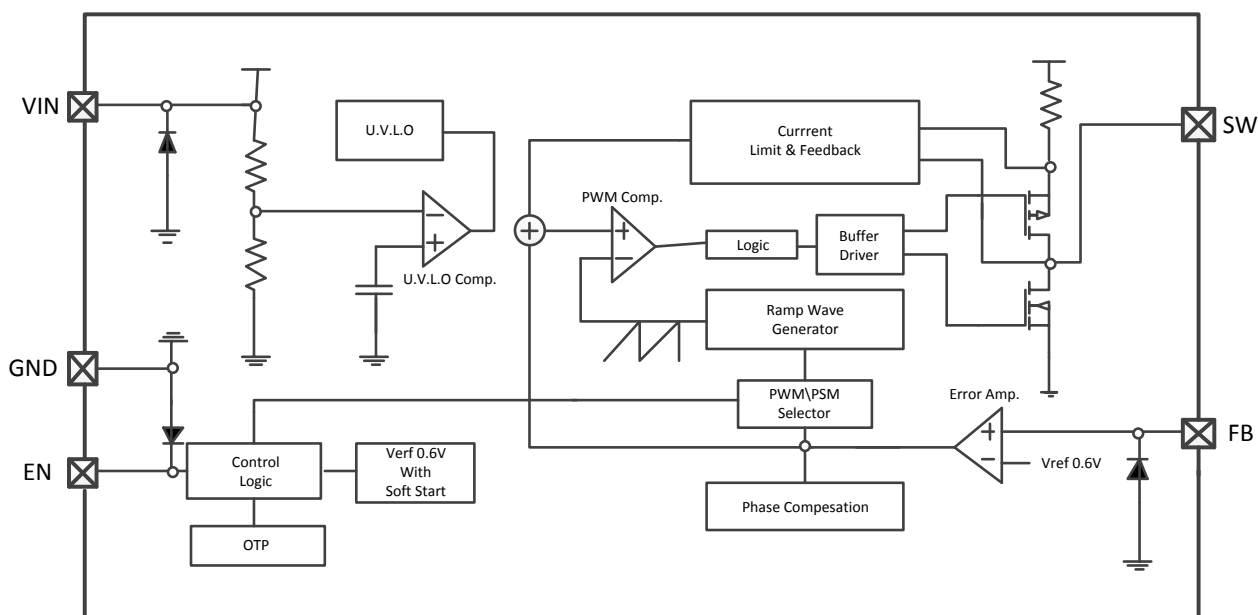 VIN
U.V.L.O
Currrent
Limit & Feedback
SW
PWM Comp.
+
−
+
+
−
Logic
Buffer
Driver
U.V.L.O Comp.
Ramp Wave
Generator
GND
PWM\PSM
Selector
Error Amp.
+
−
Vref 0.6V
FB
EN
Control
Logic
Verf 0.6V
With
Soft Start
Phase Compesation
OTP